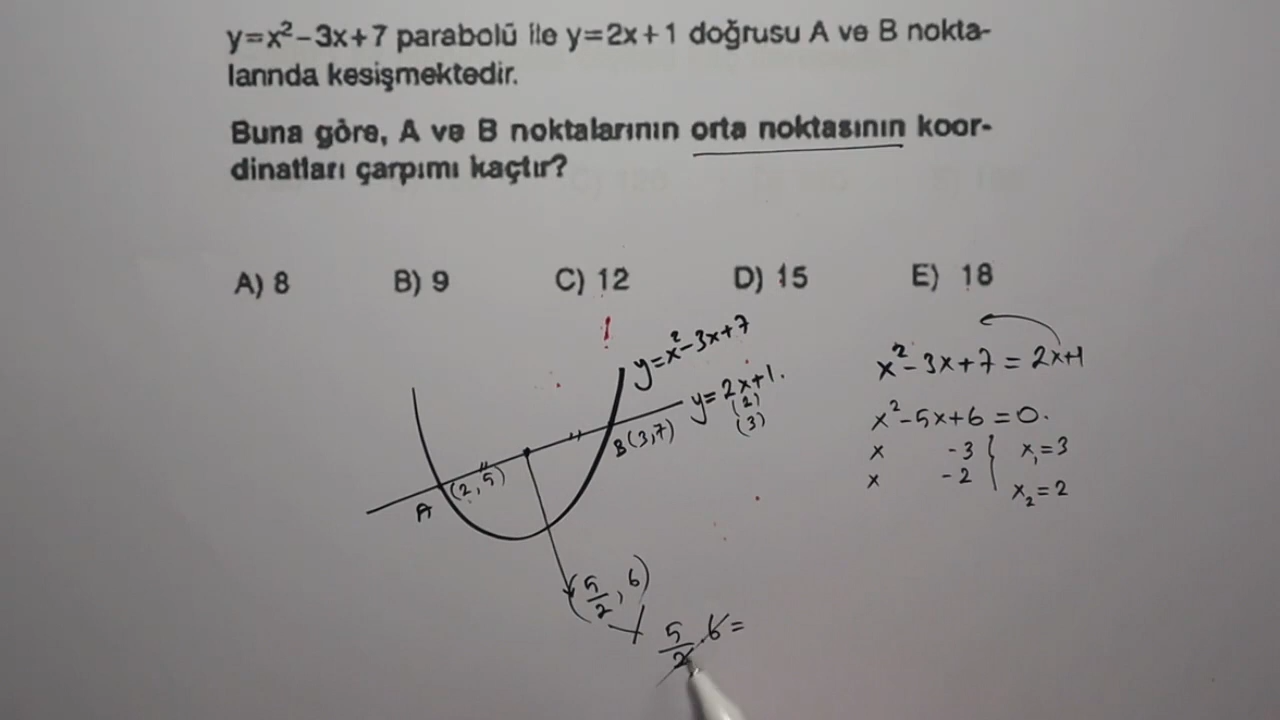 y=x²-3x+7 parabolü ile y=2x+1 doğrusu A ve B nokta-
larında kesişmektedir.
Buna göre, A ve B noktalarının orta noktasının koor-
dinatları çarpımı kaçtır?
A) 8 B) 9 C) 12 D) 15 E) 18
!
y=x²-3x+7
y=2x+1.
(2)
(3)
B(3,7)
(2,5)
A
(5/2, 6)
5/2 . 6 =
x²-3x+7=2x+1
x²-5x+6=0.
x -3 x₁=3
x -2 x₂=2